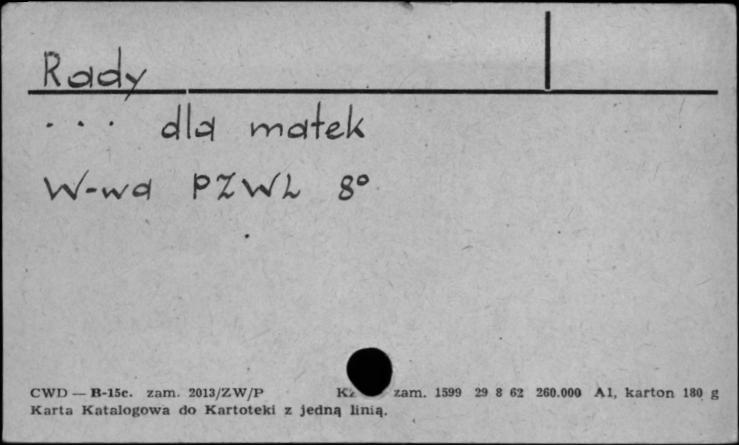 Rady
. . . dla matek
W-wa PZWL 8°
CWD — B-15c. zam. 2013/ZW/P zam. 1599 29 8 62 260.000 A1, karton 180 g
Karta Katalogowa do Kartoteki z jedną linią.